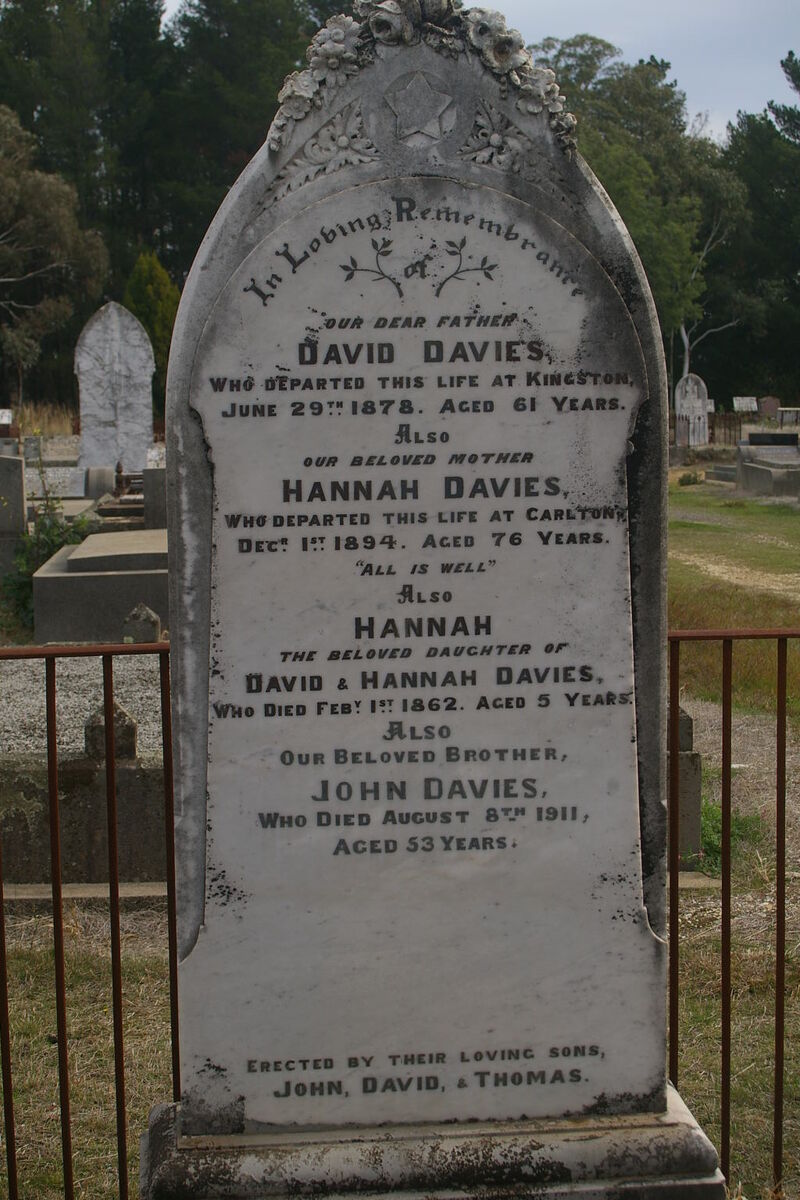 In Loving Remembrance
of
OUR DEAR FATHER
DAVID DAVIES,
WHO DEPARTED THIS LIFE AT KINGSTON,
JUNE 29TH 1878. AGED 61 YEARS.
ALSO
OUR BELOVED MOTHER
HANNAH DAVIES,
WHO DEPARTED THIS LIFE AT CARLTON,
DECR 1ST 1894. AGED 76 YEARS.
"ALL IS WELL"
ALSO
HANNAH
THE BELOVED DAUGHTER OF
DAVID & HANNAH DAVIES,
WHO DIED FEBY 1ST 1862. AGED 5 YEARS.
ALSO
OUR BELOVED BROTHER,
JOHN DAVIES,
WHO DIED AUGUST 8TH 1911,
AGED 53 YEARS.
ERECTED BY THEIR LOVING SONS,
JOHN, DAVID, & THOMAS.